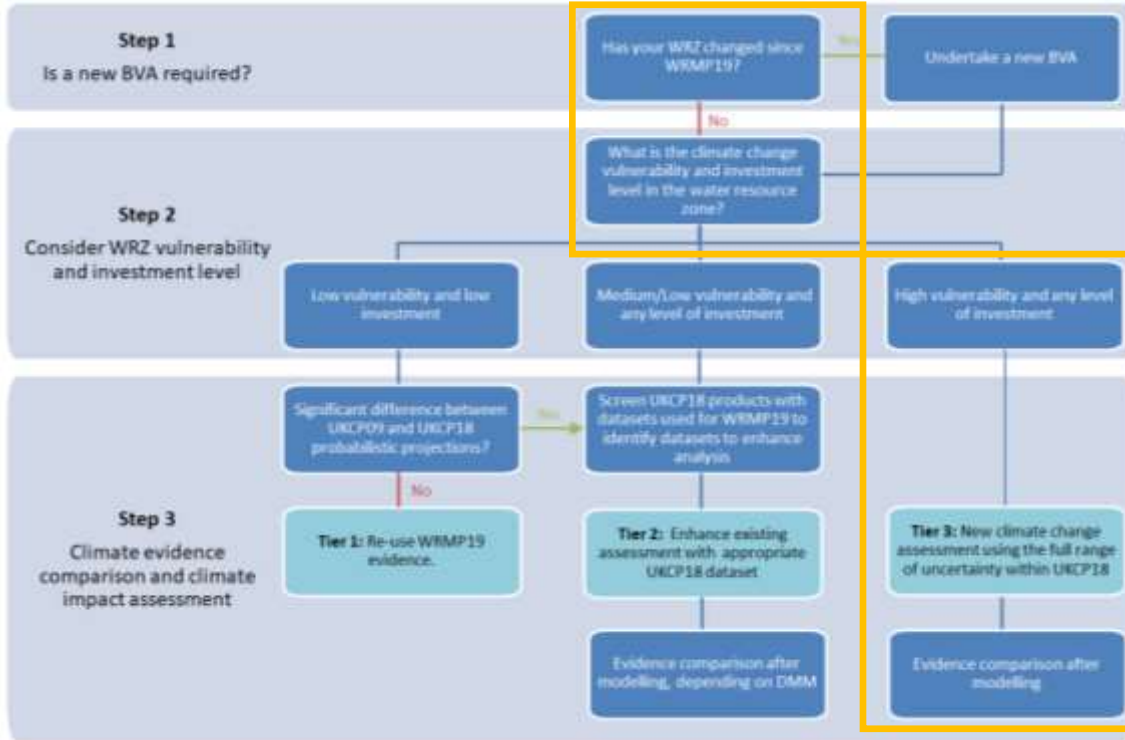 Step 1
Is a new BVA required?
Has your WRZ changed since
WRMP19?
Yes
Undertake a new BVA
No
Step 2
Consider WRZ vulnerability
and investment level
What is the climate change
vulnerability and investment
level in the water resource
zone?
Low vulnerability and low
investment
Medium/Low vulnerability and
any level of investment
High vulnerability and any level
of investment
Step 3
Climate evidence
comparison and climate
impact assessment
Significant difference between
UKCP09 and UKCP18
probabilistic projections?
Yes
Screen UKCP18 products with
datasets used for WRMP19 to
identify datasets to enhance
analysis
No
Tier 1: Re-use WRMP19
evidence.
Tier 2: Enhance existing
assessment with appropriate
UKCP18 dataset
Tier 3: New climate change
assessment using the full range
of uncertainty within UKCP18
Evidence comparison after
modelling, depending on DMM
Evidence comparison after
modelling